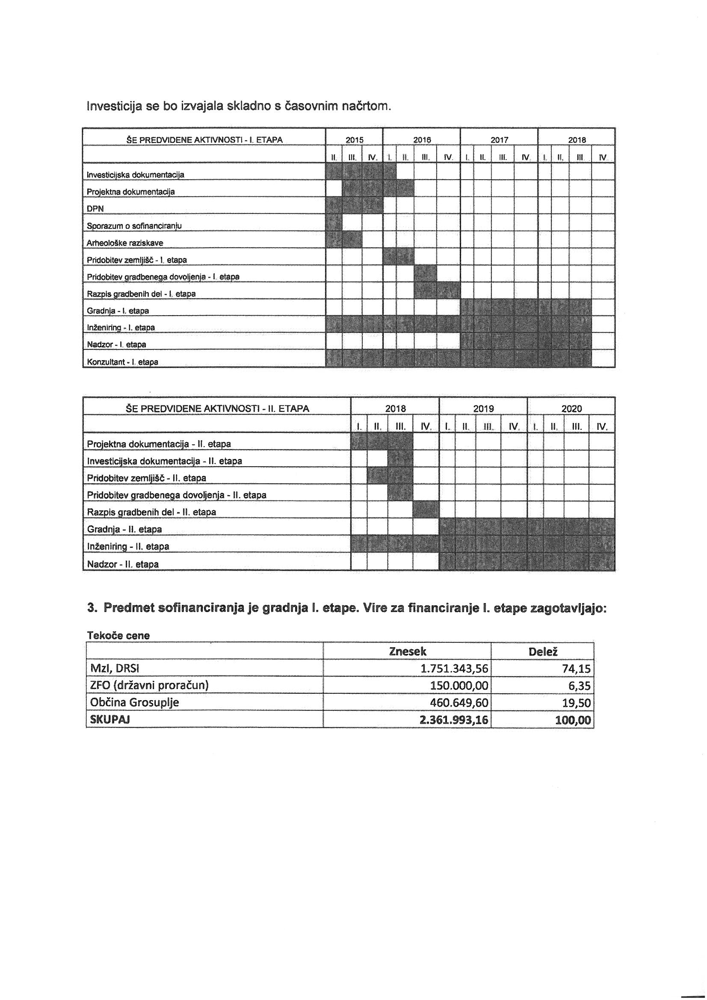 Investicija se bo izvajala skladno s časovnim načrtom.
ŠE PREDVIDENE AKTIVNOSTI - I. ETAPA 2015 2016 2017 2018
II. III. IV. I. II. III. IV. I. II. III. IV. I. II. III. IV.
Investicijska dokumentacija
Projektna dokumentacija
DPN
Sporazum o sofinanciranju
Arheološke raziskave
Pridobitev zemljišč - I. etapa
Pridobitev gradbenega dovoljenja - I. etapa
Razpis gradbenih del - I. etapa
Gradnja - I. etapa
Inženiring - I. etapa
Nadzor - I. etapa
Konzultant - I. etapa
ŠE PREDVIDENE AKTIVNOSTI - II. ETAPA 2018 2019 2020
I. II. III. IV. I. II. III. IV. I. II. III. IV.
Projektna dokumentacija - II. etapa
Investicijska dokumentacija - II. etapa
Pridobitev zemljišč - II. etapa
Pridobitev gradbenega dovoljenja - II. etapa
Razpis gradbenih del - II. etapa
Gradnja - II. etapa
Inženiring - II. etapa
Nadzor - II. etapa
3. Predmet sofinanciranja je gradnja I. etape. Vire za financiranje I. etape zagotavljajo:
Tekoče cene
Znesek Delež
MzI, DRSI 1.751.343,56 74,15
ZFO (državni proračun) 150.000,00 6,35
Občina Grosuplje 460.649,60 19,50
SKUPAJ 2.361.993,16 100,00